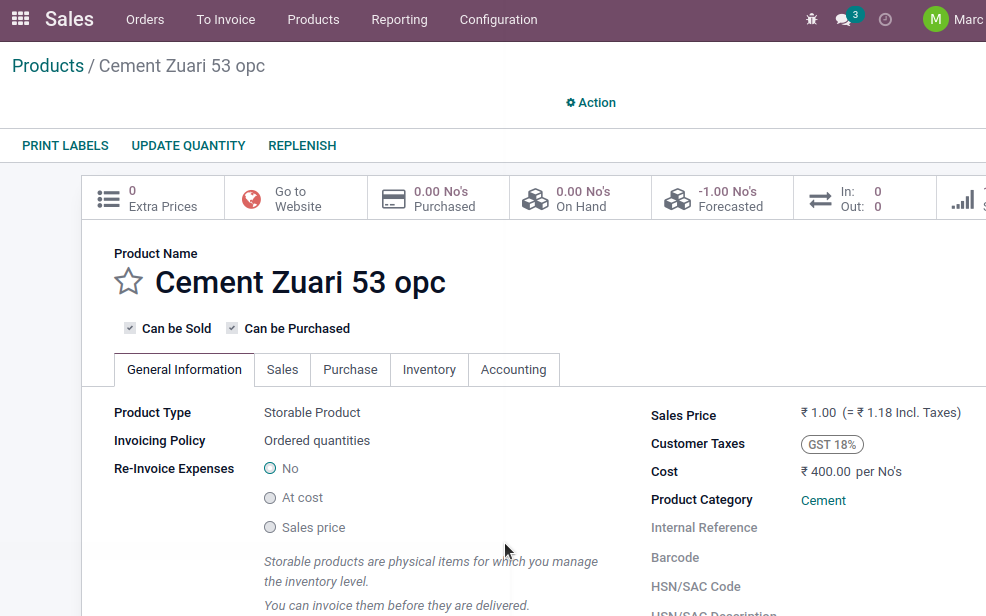 Sales Orders To Invoice Products Reporting Configuration 3 M Marc
Products / Cement Zuari 53 opc
Action
PRINT LABELS UPDATE QUANTITY REPLENISH
0 Extra Prices
Go to Website
0.00 No's Purchased
0.00 No's On Hand
-1.00 No's Forecasted
In: 0
Out: 0
Product Name
Cement Zuari 53 opc
Can be Sold Can be Purchased
General Information Sales Purchase Inventory Accounting
Product Type Storable Product
Invoicing Policy Ordered quantities
Re-Invoice Expenses No
At cost
Sales price
Storable products are physical items for which you manage
the inventory level.
You can invoice them before they are delivered.
Sales Price ₹ 1.00 (= ₹ 1.18 Incl. Taxes)
Customer Taxes GST 18%
Cost ₹ 400.00 per No's
Product Category Cement
Internal Reference
Barcode
HSN/SAC Code
HSN/SAC Description